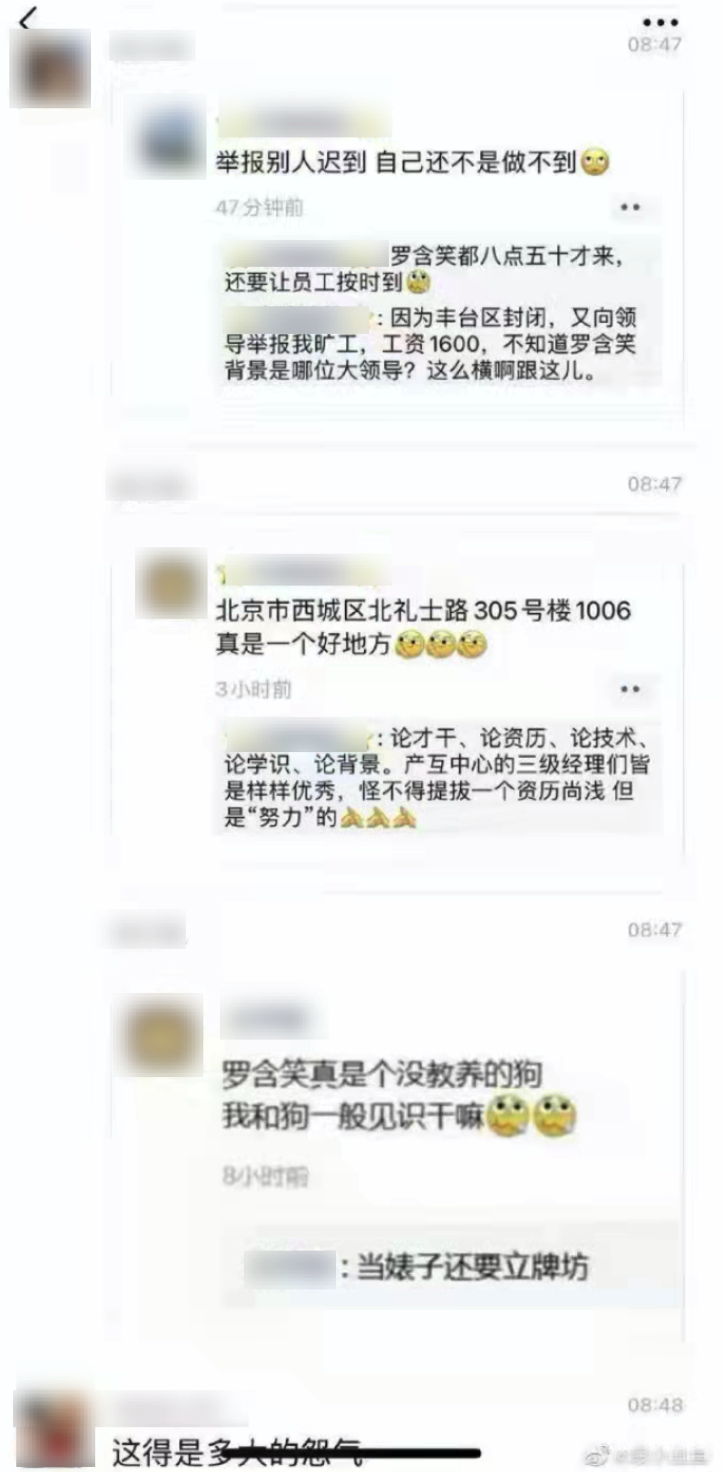 08:47
举报别人迟到 自己还不是做不到
47分钟前
罗含笑都八点五十才来，
还要让员工按时到
：因为丰台区封闭，又向领
导举报我旷工，工资1600，不知道罗含笑
背景是哪位大领导？这么横啊跟这儿。
08:47
北京市西城区北礼士路305号楼1006
真是一个好地方
3小时前
：论才干、论资历、论技术、
论学识、论背景。产互中心的三级经理们皆
是样样优秀，怪不得提拔一个资历尚浅 但
是“努力”的
08:47
罗含笑真是个没教养的狗
我和狗一般见识干嘛
8小时前
：当婊子还要立牌坊
08:48
这得是多大的怨气